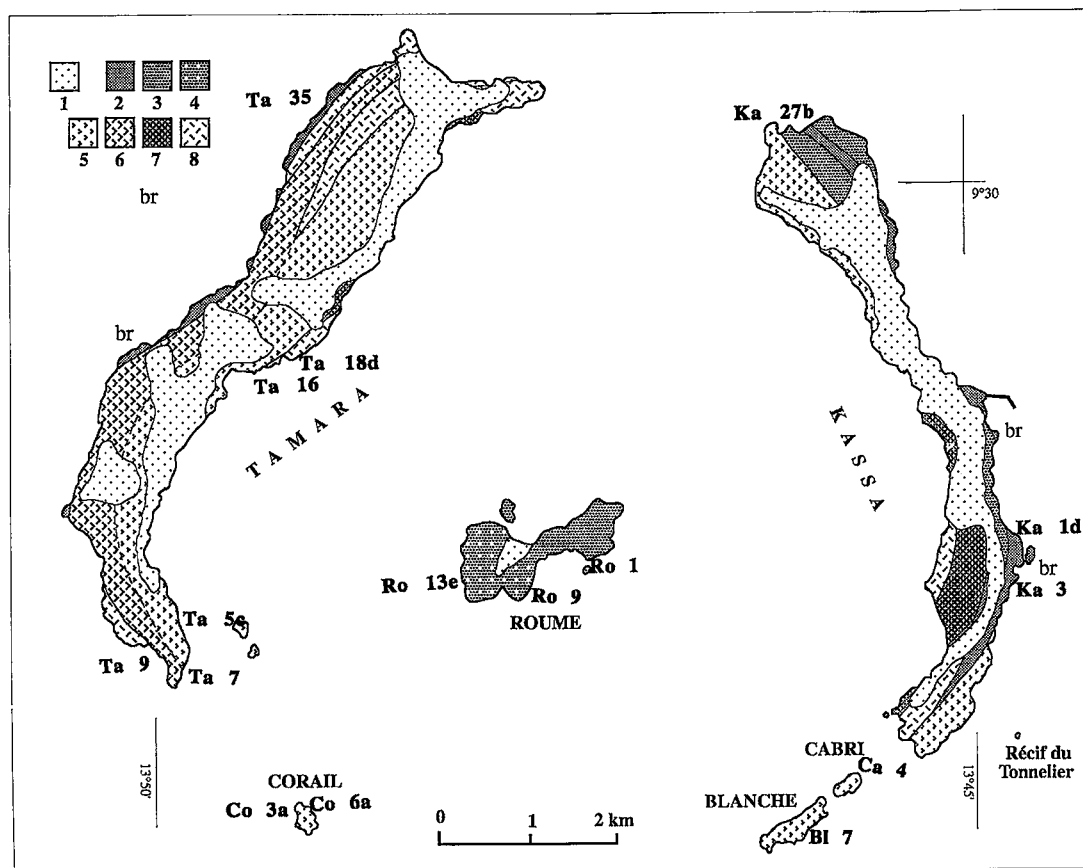 1 2 3 4
5 6 7 8
br
Ta 35
Ka 27b
9°30
br
Ta 18d
Ta 16
TAMARA
KASSA
br
Ka 1d
br
Ka 3
Ro 13e
Ro 1
Ro 9
ROUME
Ta 5c
Ta 9
Ta 7
13°50'
CORAIL
Co 3a
Co 6a
0 1 2 km
CABRI
Ca 4
BLANCHE
Bl 7
13°45'
Récif du
Tonnelier